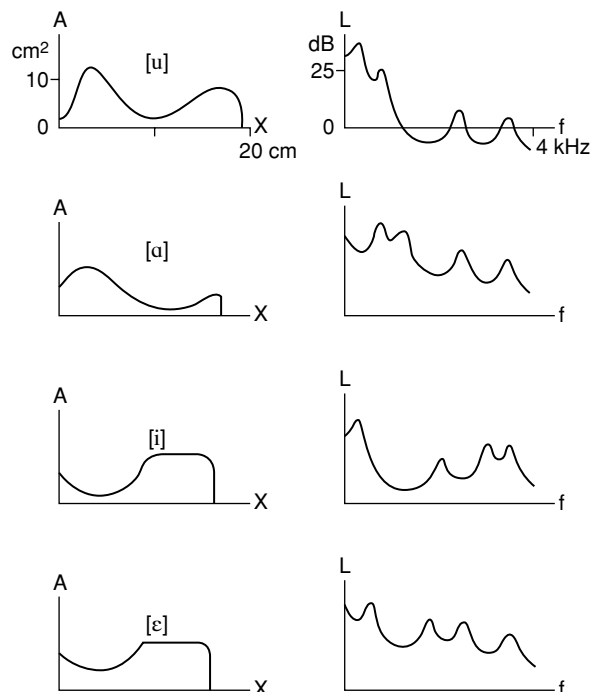 A L
cm² [u] dB
10 25
0 X 0 f
20 cm 4 kHz
A L
[ɑ]
X f
A L
[i]
X f
A L
[ɛ]
X f